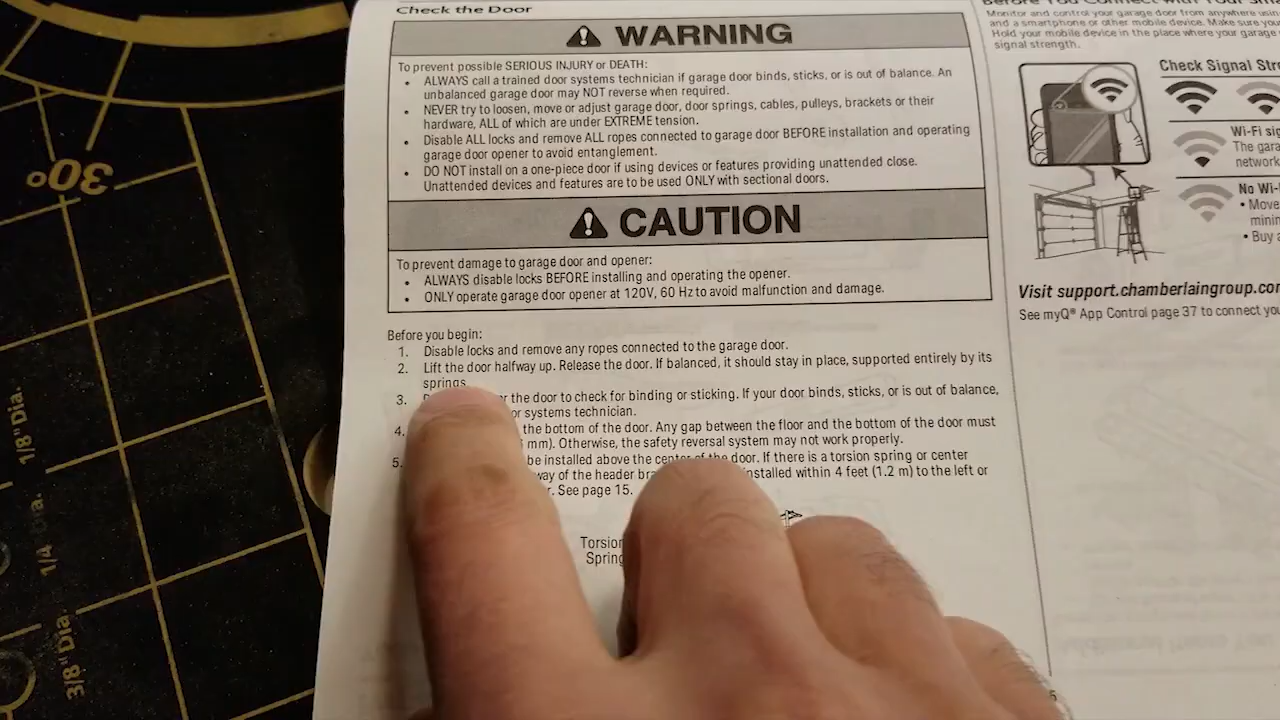 Check the Door
WARNING
To prevent possible SERIOUS INJURY or DEATH:
• ALWAYS call a trained door systems technician if garage door binds, sticks, or is out of balance. An
unbalanced garage door may NOT reverse when required.
• NEVER try to loosen, move or adjust garage door, door springs, cables, pulleys, brackets or their
hardware, ALL of which are under EXTREME tension.
• Disable ALL locks and remove ALL ropes connected to garage door BEFORE installation and operating
garage door opener to avoid entanglement.
• DO NOT install on a one-piece door if using devices or features providing unattended close.
Unattended devices and features are to be used ONLY with sectional doors.
CAUTION
To prevent damage to garage door and opener:
• ALWAYS disable locks BEFORE installing and operating the opener.
• ONLY operate garage door opener at 120V, 60 Hz to avoid malfunction and damage.
Before you begin:
1. Disable locks and remove any ropes connected to the garage door.
2. Lift the door halfway up. Release the door. If balanced, it should stay in place, supported entirely by its
springs.
3. the door to check for binding or sticking. If your door binds, sticks, or is out of balance,
or systems technician.
4. the bottom of the door. Any gap between the floor and the bottom of the door must
mm). Otherwise, the safety reversal system may not work properly.
5. be installed above the center of the door. If there is a torsion spring or center
way of the header installed within 4 feet (1.2 m) to the left or
See page 15.
Torsion
Spring
Monitor and control your garage door from anywhere
and a smartphone or other mobile device. Make sure
Hold your mobile device in the place where your garage
signal strength.
Check Signal
Wi-Fi
The
network
No
• Move
• Buy
Visit support.chamberlaingroup.com
See myQ® App Control page 37 to connect
30°
1/8"Dia.
1/4 Dia.
3/8"Dia.